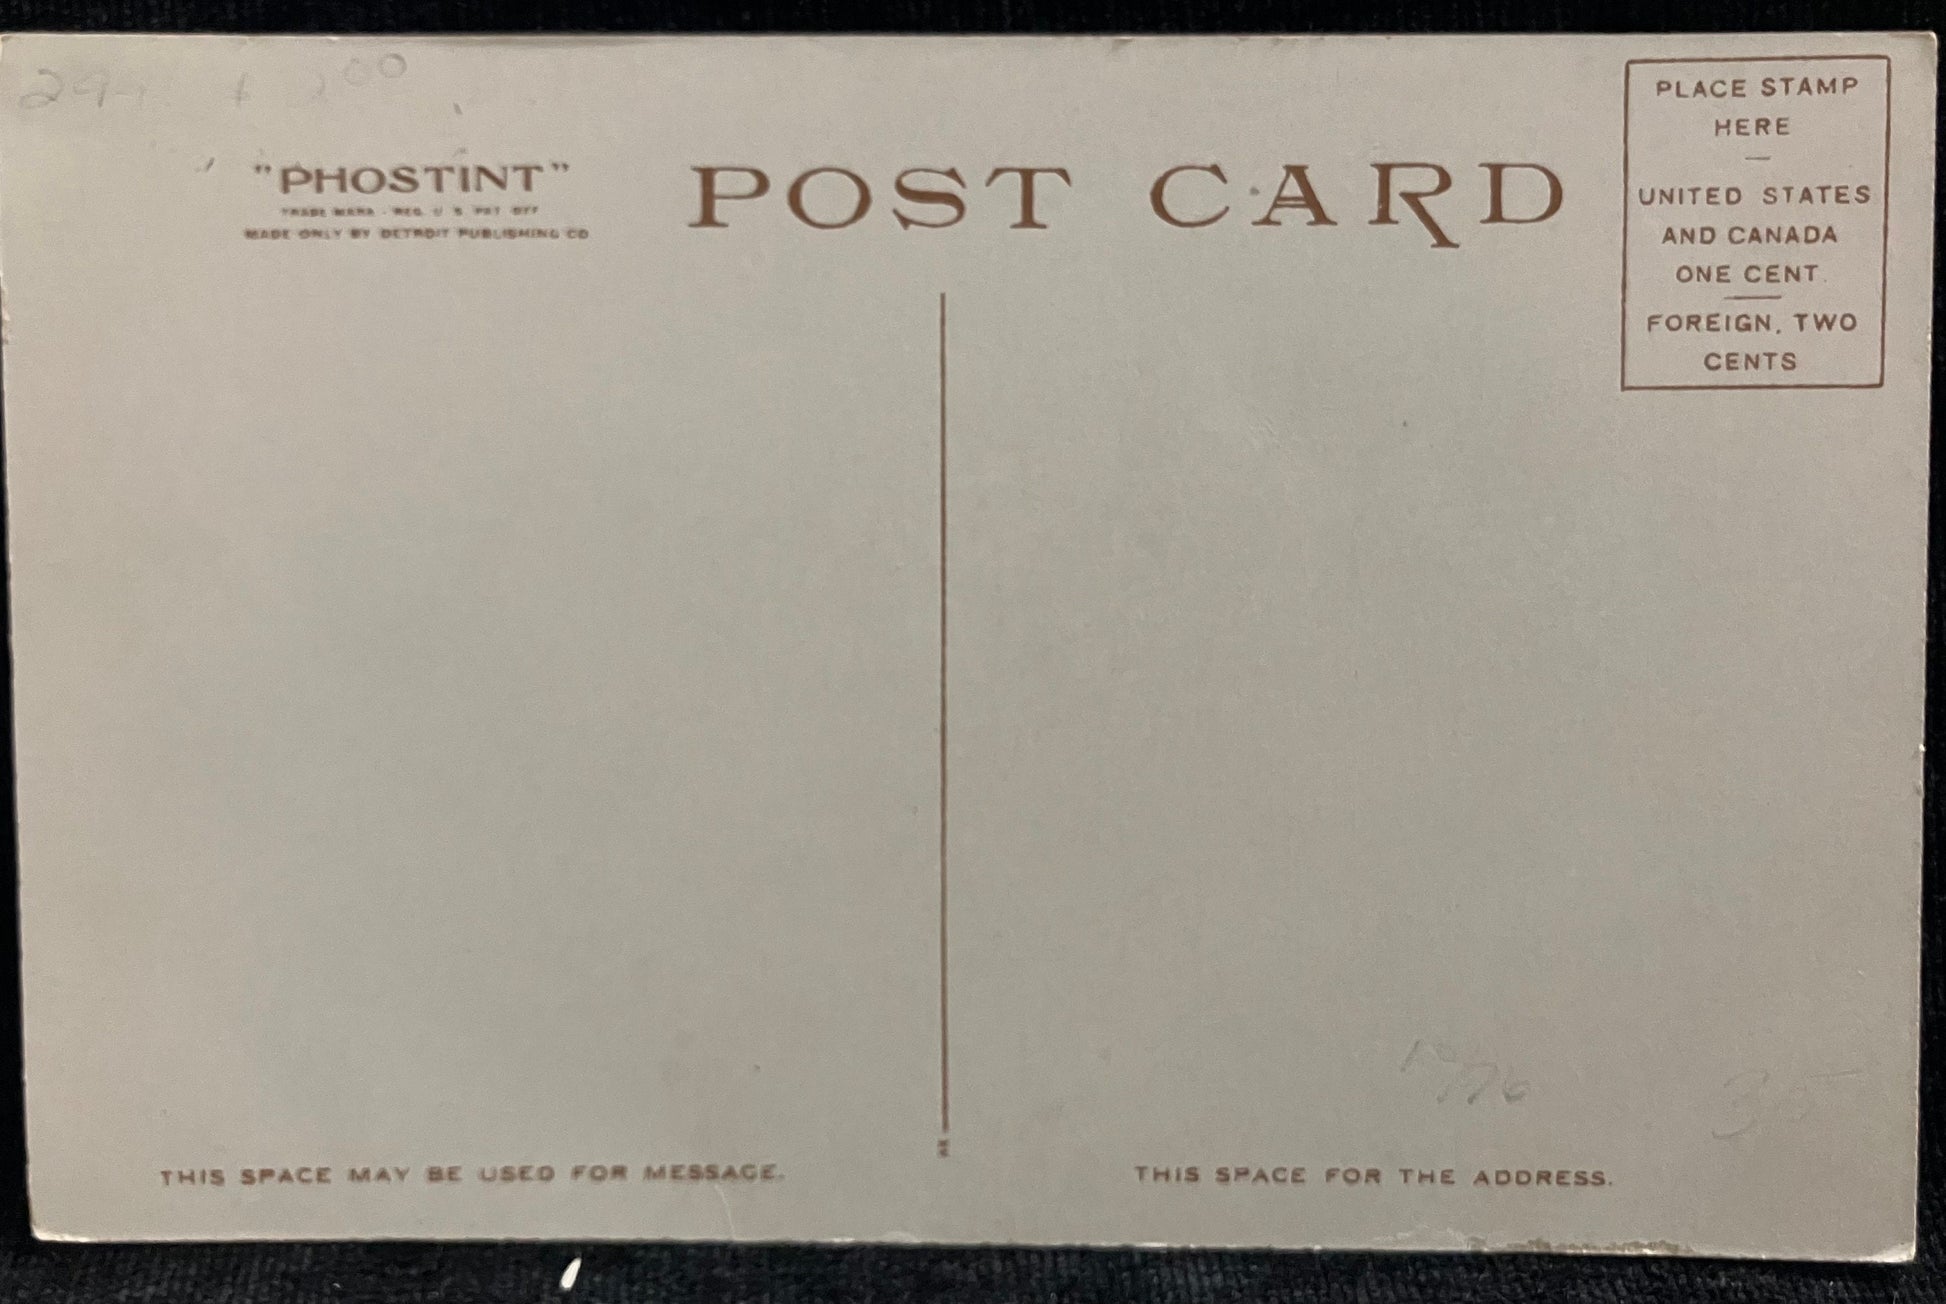 "PHOSTINT"
TRADE MARK - REG. U S PAT OFF
MADE ONLY BY DETROIT PUBLISHING CO
POST CARD
PLACE STAMP
HERE
—
UNITED STATES
AND CANADA
ONE CENT.
—
FOREIGN, TWO
CENTS
THIS SPACE MAY BE USED FOR MESSAGE.
THIS SPACE FOR THE ADDRESS.